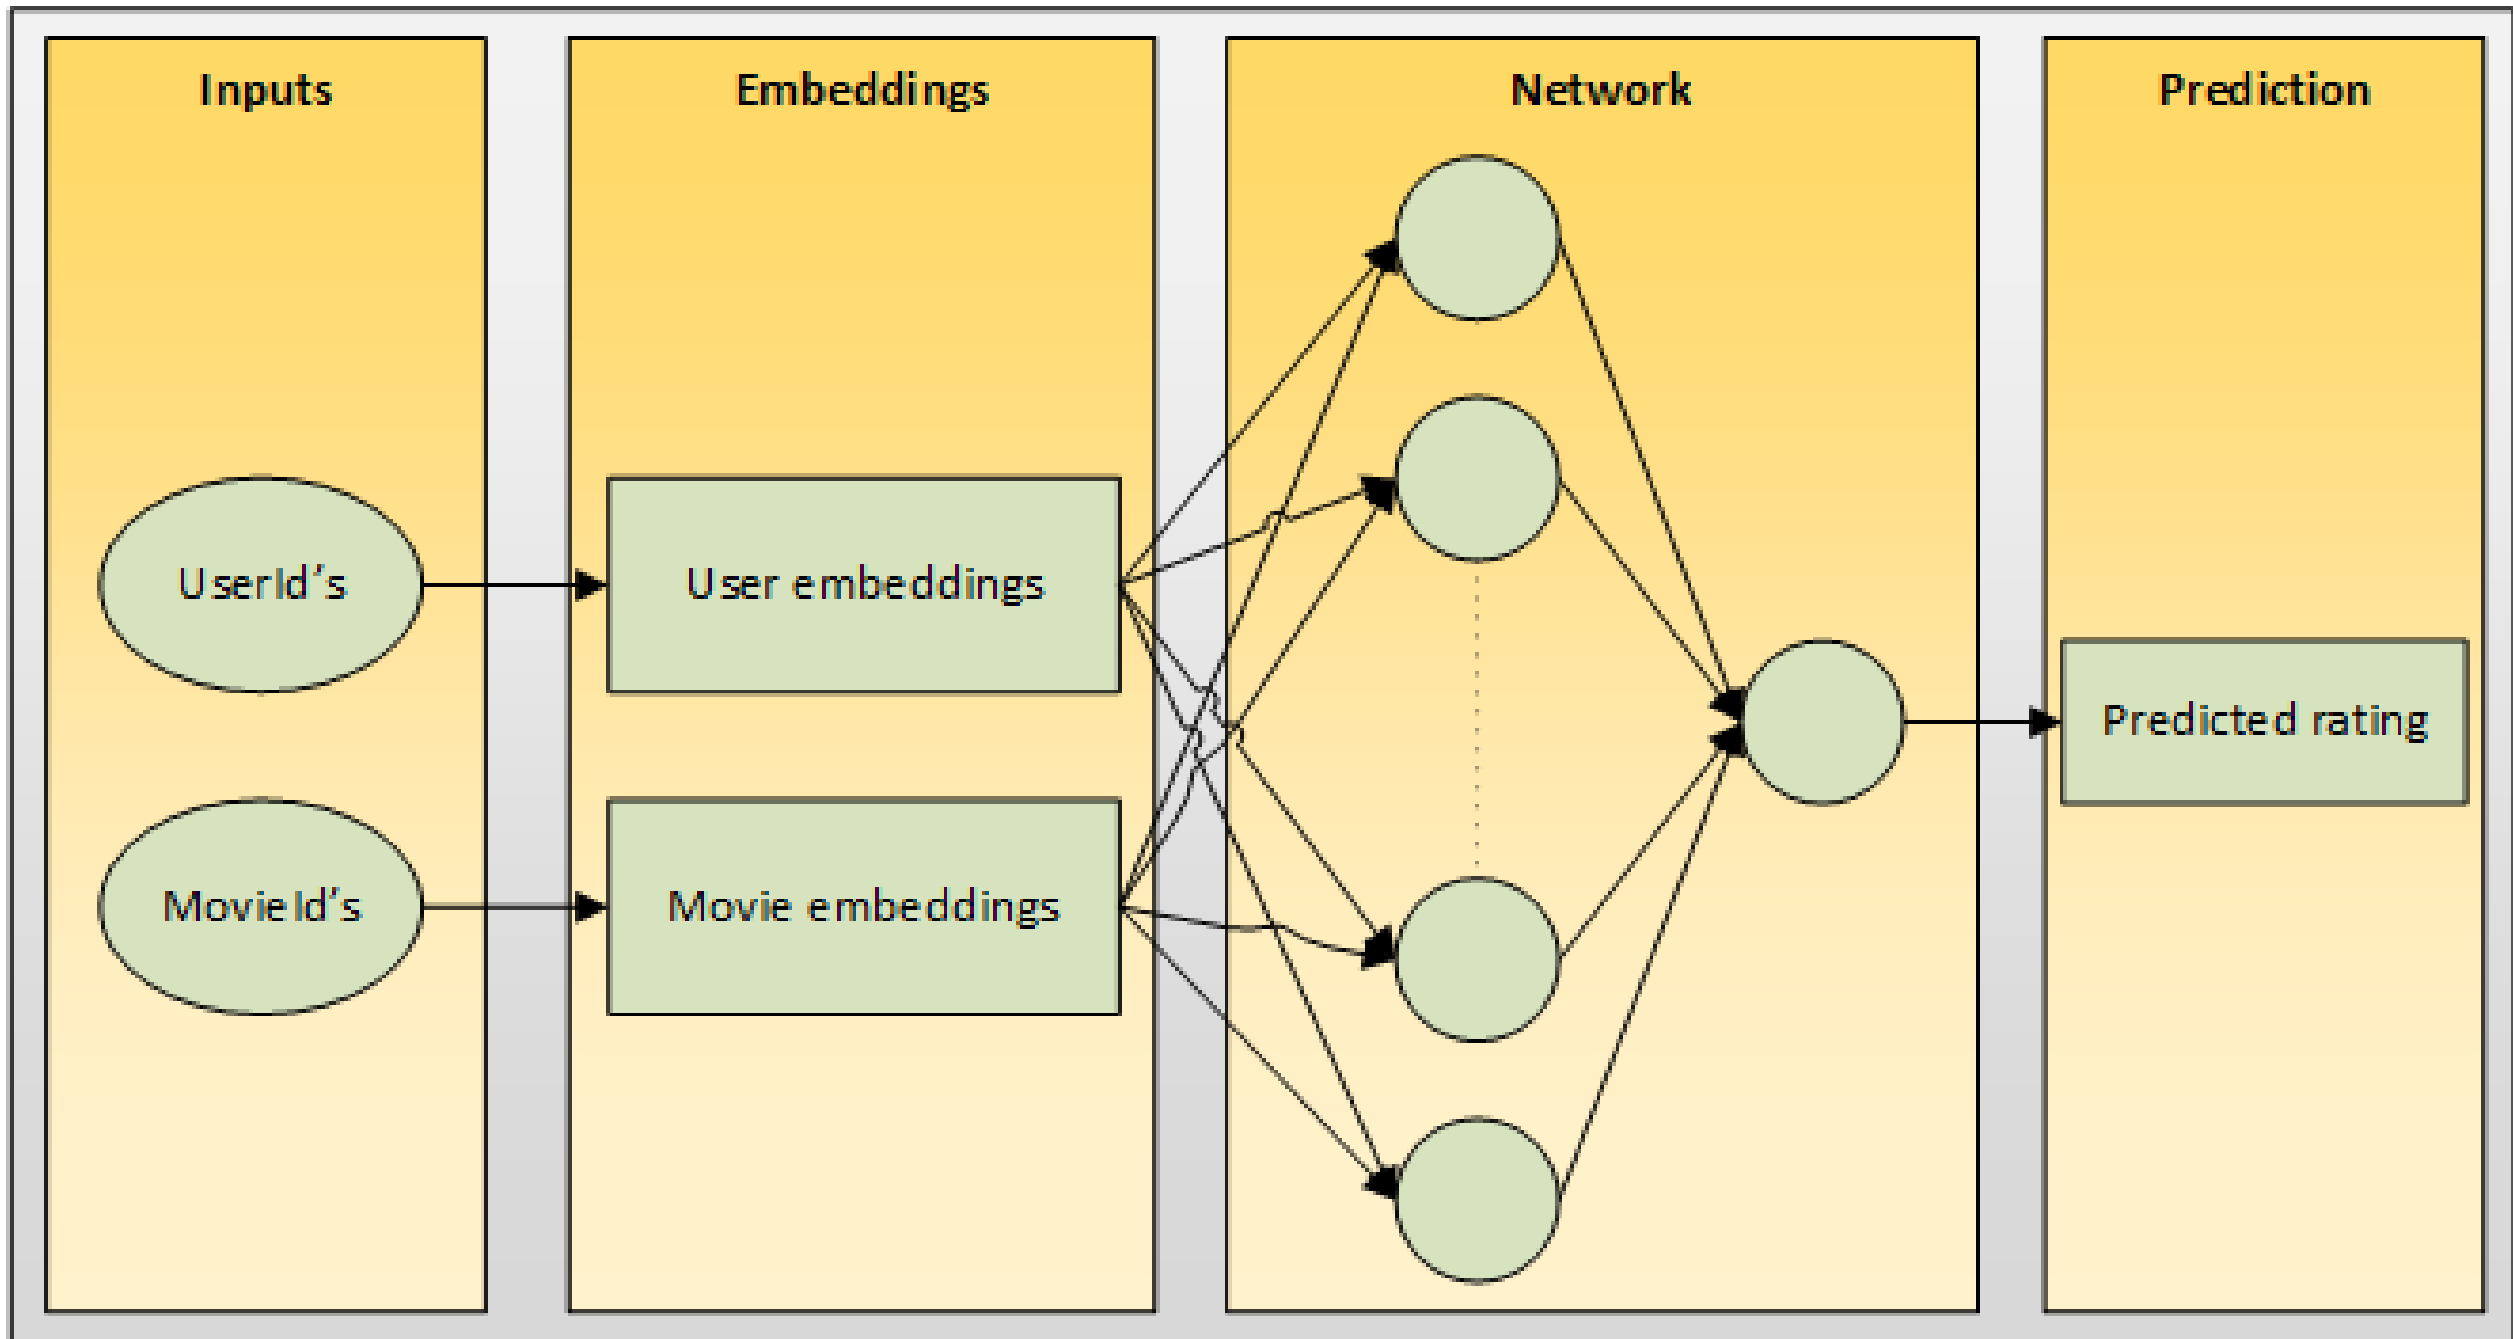 Inputs
Embeddings
Network
Prediction
UserId´s
User embeddings
Predicted rating
MovieId´s
Movie embeddings